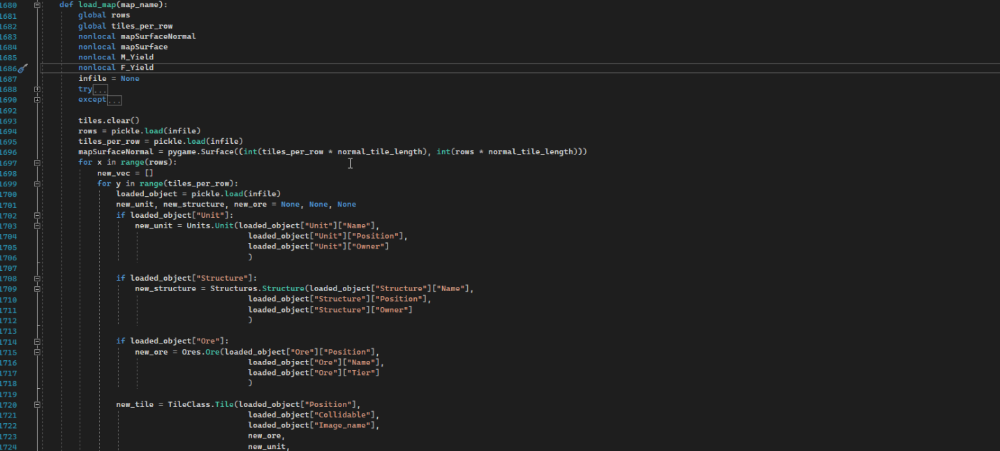 1680 def load_map(map_name):
1681 global rows
1682 global tiles_per_row
1683 nonlocal mapSurfaceNormal
1684 nonlocal mapSurface
1685 nonlocal M_Yield
1686 nonlocal F_Yield
1687 infile = None
1688 try...
1690 except...
1692
1693 tiles.clear()
1694 rows = pickle.load(infile)
1695 tiles_per_row = pickle.load(infile)
1696 mapSurfaceNormal = pygame.Surface((int(tiles_per_row * normal_tile_length), int(rows * normal_tile_length)))
1697 for x in range(rows):
1698 new_vec = []
1699 for y in range(tiles_per_row):
1700 loaded_object = pickle.load(infile)
1701 new_unit, new_structure, new_ore = None, None, None
1702 if loaded_object["Unit"]:
1703 new_unit = Units.Unit(loaded_object["Unit"]["Name"],
1704 loaded_object["Unit"]["Position"],
1705 loaded_object["Unit"]["Owner"]
1706 )
1707
1708 if loaded_object["Structure"]:
1709 new_structure = Structures.Structure(loaded_object["Structure"]["Name"],
1710 loaded_object["Structure"]["Position"],
1711 loaded_object["Structure"]["Owner"]
1712 )
1713
1714 if loaded_object["Ore"]:
1715 new_ore = Ores.Ore(loaded_object["Ore"]["Position"],
1716 loaded_object["Ore"]["Name"],
1717 loaded_object["Ore"]["Tier"]
1718 )
1719
1720 new_tile = TileClass.Tile(loaded_object["Position"],
1721 loaded_object["Collidable"],
1722 loaded_object["Image_name"],
1723 new_ore,
1724 new_unit,